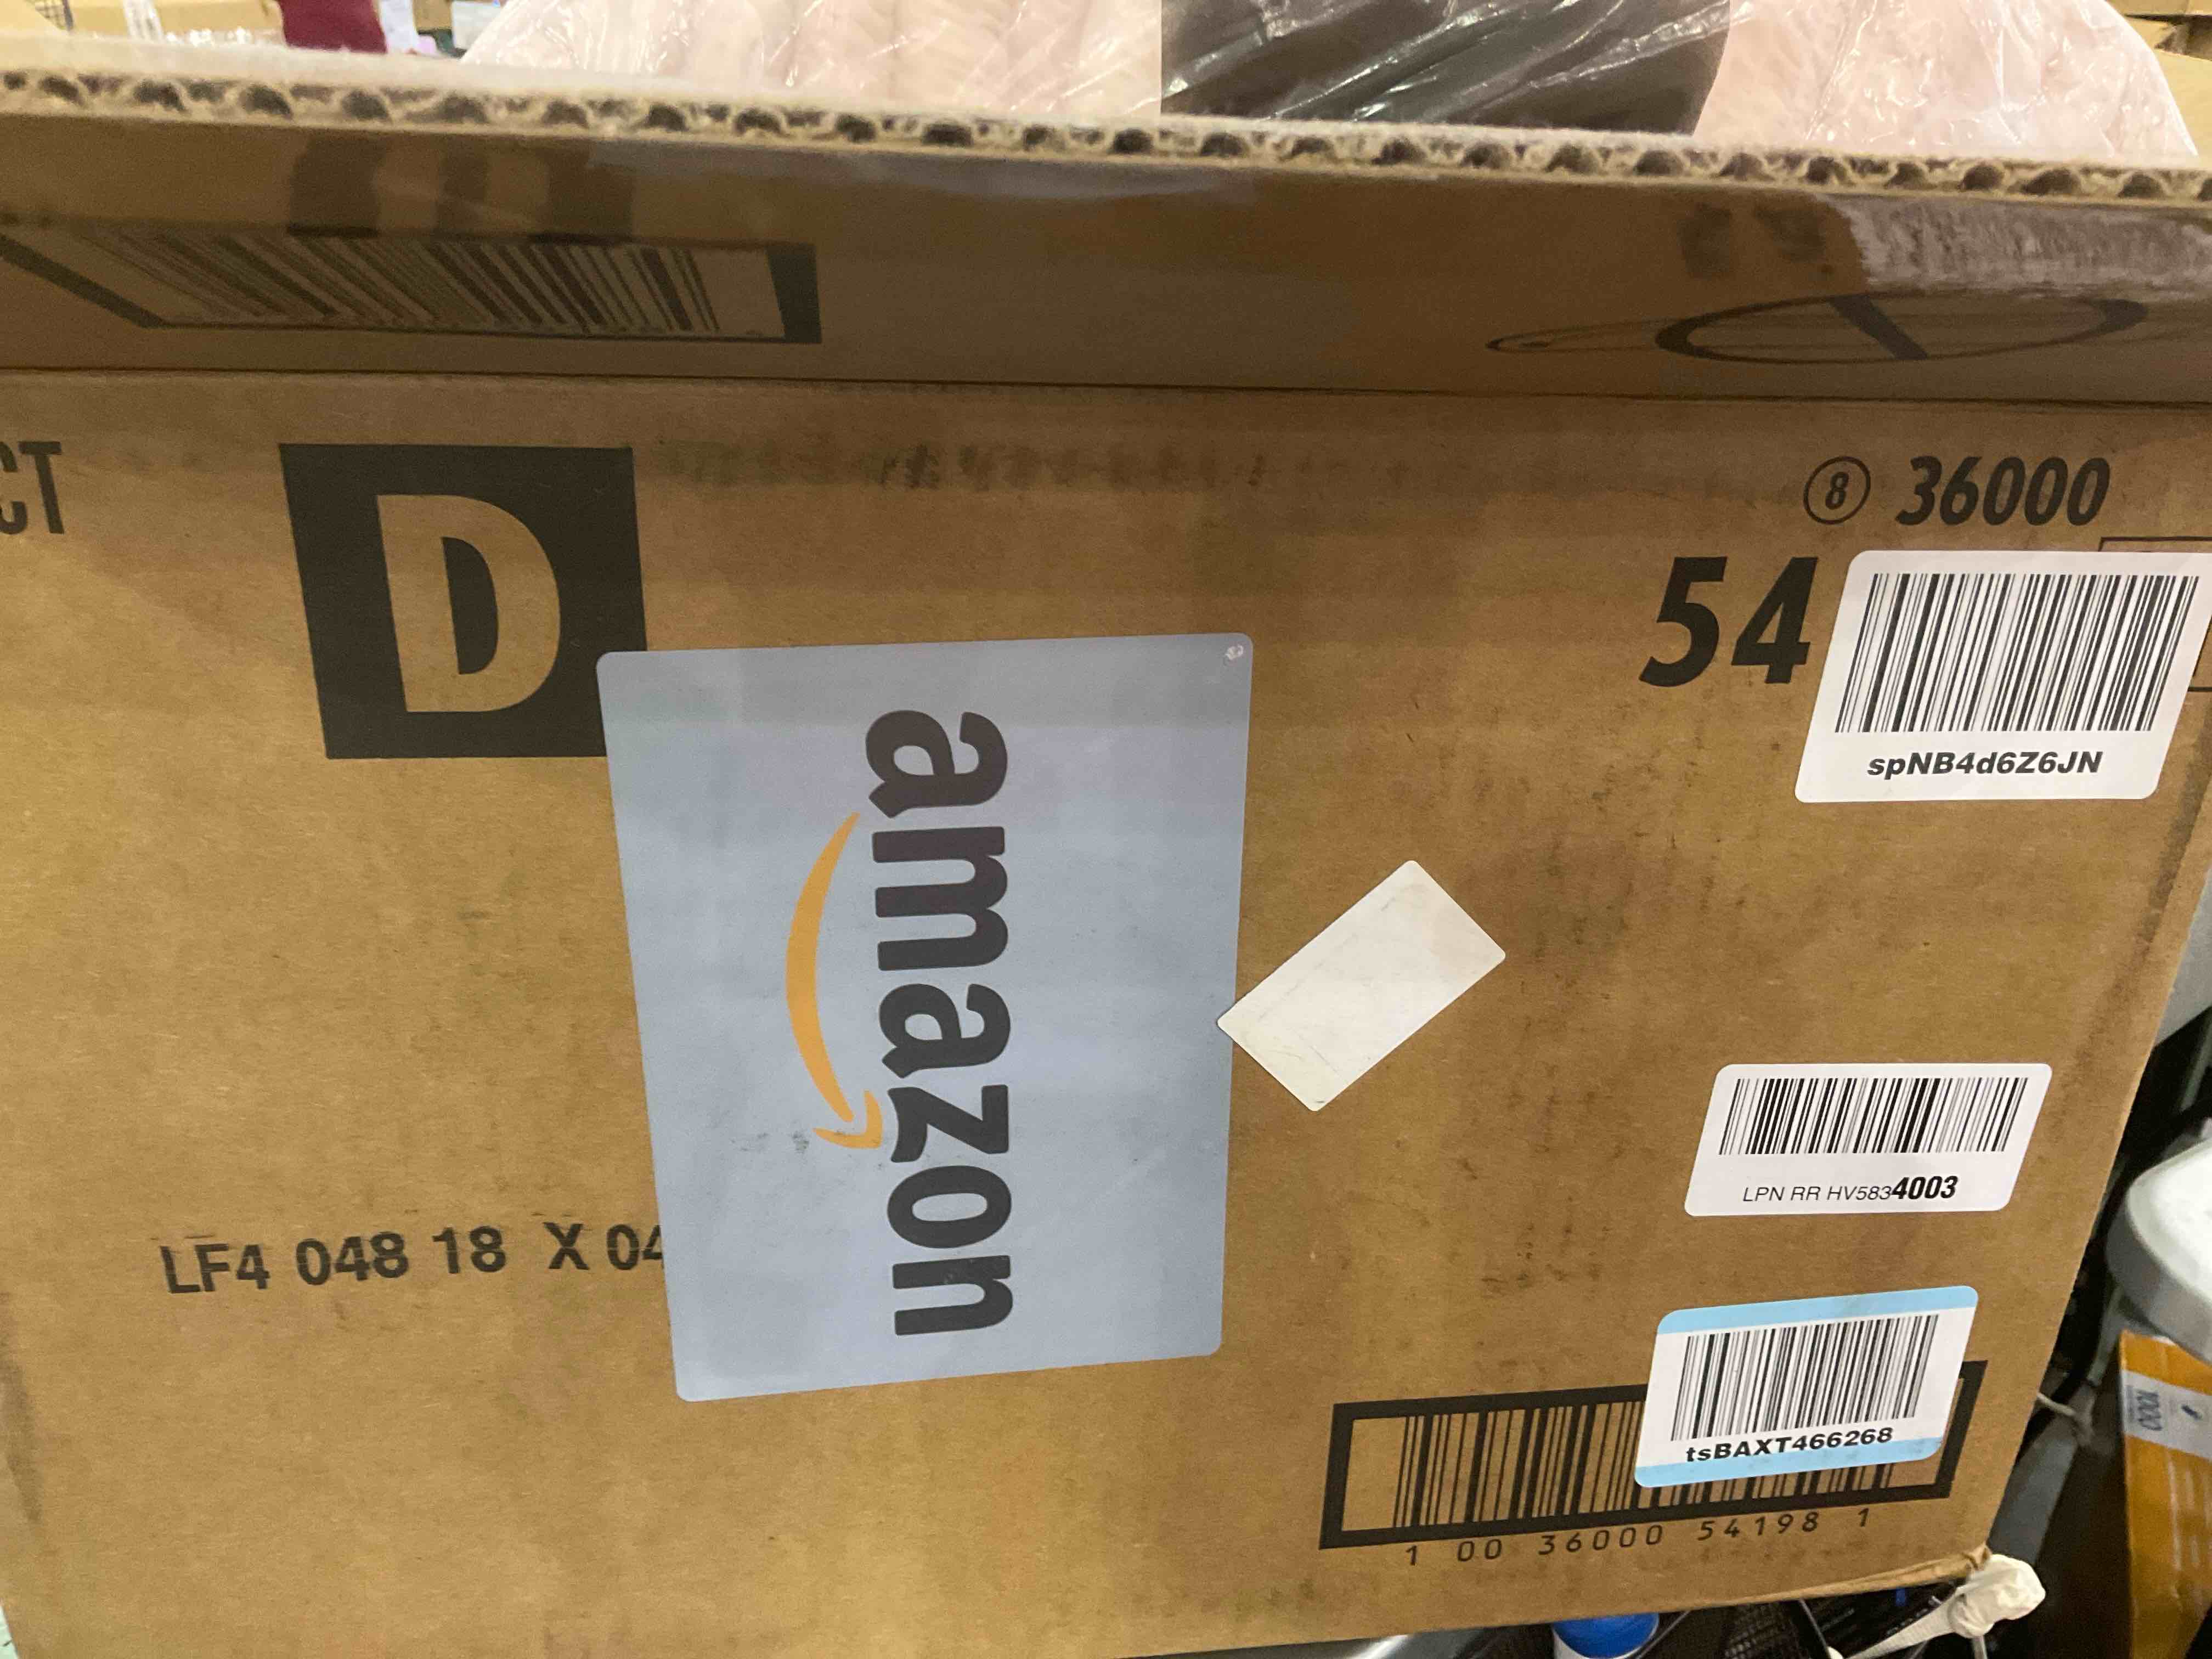 CT
D
8 36000
54
spNB4d6Z6JN
amazon
LPN RR HV5834003
LF4 048 18 X 04
tsBAXT466268
1 00 36000 54198 1
1000